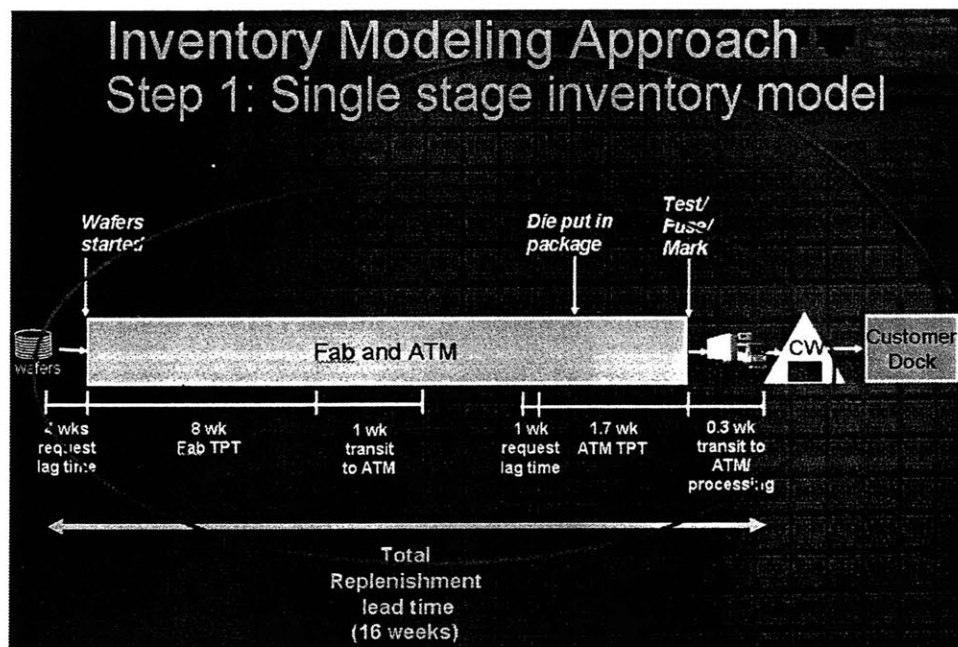 Inventory Modeling Approach
Step 1: Single stage inventory model
Wafers
started
Die put in
package
Test/
Fuse/
Mark
wafers
Fab and ATM
CW
Customer
Dock
4 wks
request
lag time
8 wk
Fab TPT
1 wk
transit
to ATM
1 wk
request
lag time
1.7 wk
ATM TPT
0.3 wk
transit to
ATM/
processing
Total
Replenishment
lead time
(16 weeks)